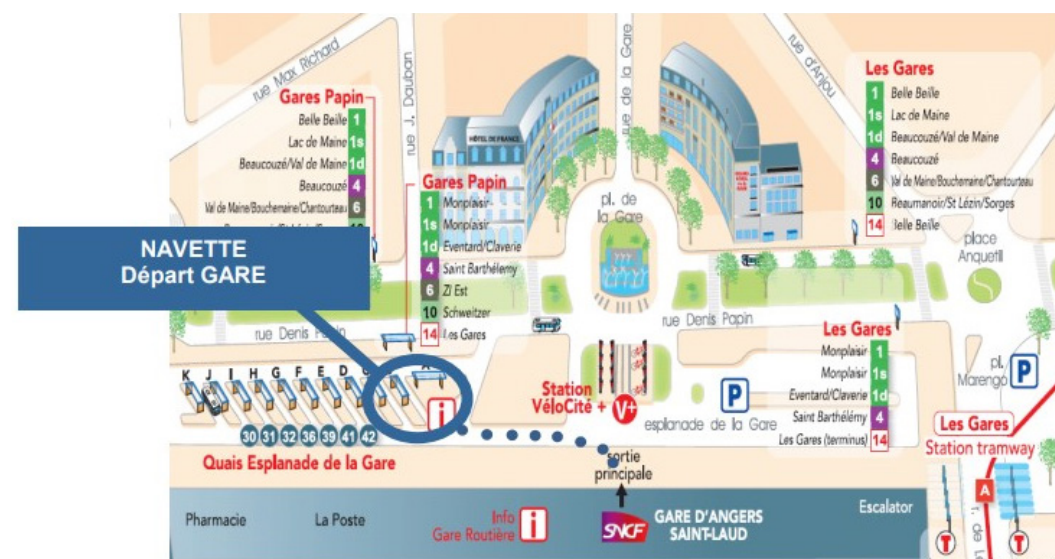 rue Max Richard
rue J. Dauban
rue de la Gare
rue d'Anjou
Gares Papin
Belle Beille 1
Lac de Maine 1s
Beaucouzé/Val de Maine 1d
Beaucouzé 4
Val de Maine/Bouchemaine/Chantourteau 6
HÔTEL DE FRANCE
Gares Papin
1 Monplaisir
1s Monplaisir
1d Eventard/Claverie
4 Saint Barthélemy
6 ZI Est
10 Schweitzer
14 Les Gares
pl. de
la Gare
Les Gares
1 Belle Beille
1s Lac de Maine
1d Beaucouzé/Val de Maine
4 Beaucouzé
6 Val de Maine/Bouchemaine/Chantourteau
10 Beaumanoir/St Lézin/Sorges
14 Belle Beille
place
Anquetil
NAVETTE
Départ GARE
rue Denis Papin
rue Denis Papin
K J I H G F E D
30 31 32 36 39 41 42
Quais Esplanade de la Gare
i
Station
VéloCité +
V+
esplanade de la Gare
P
Les Gares
Monplaisir 1
Monplaisir 1s
Eventard/Claverie 1d
Saint Barthélémy 4
Les Gares (terminus) 14
pl.
Marengo
P
Les Gares
Station tramway
A
T
T
sortie
principale
Pharmacie
La Poste
Info
Gare Routière
i
SNCF
GARE D'ANGERS
SAINT-LAUD
Escalator